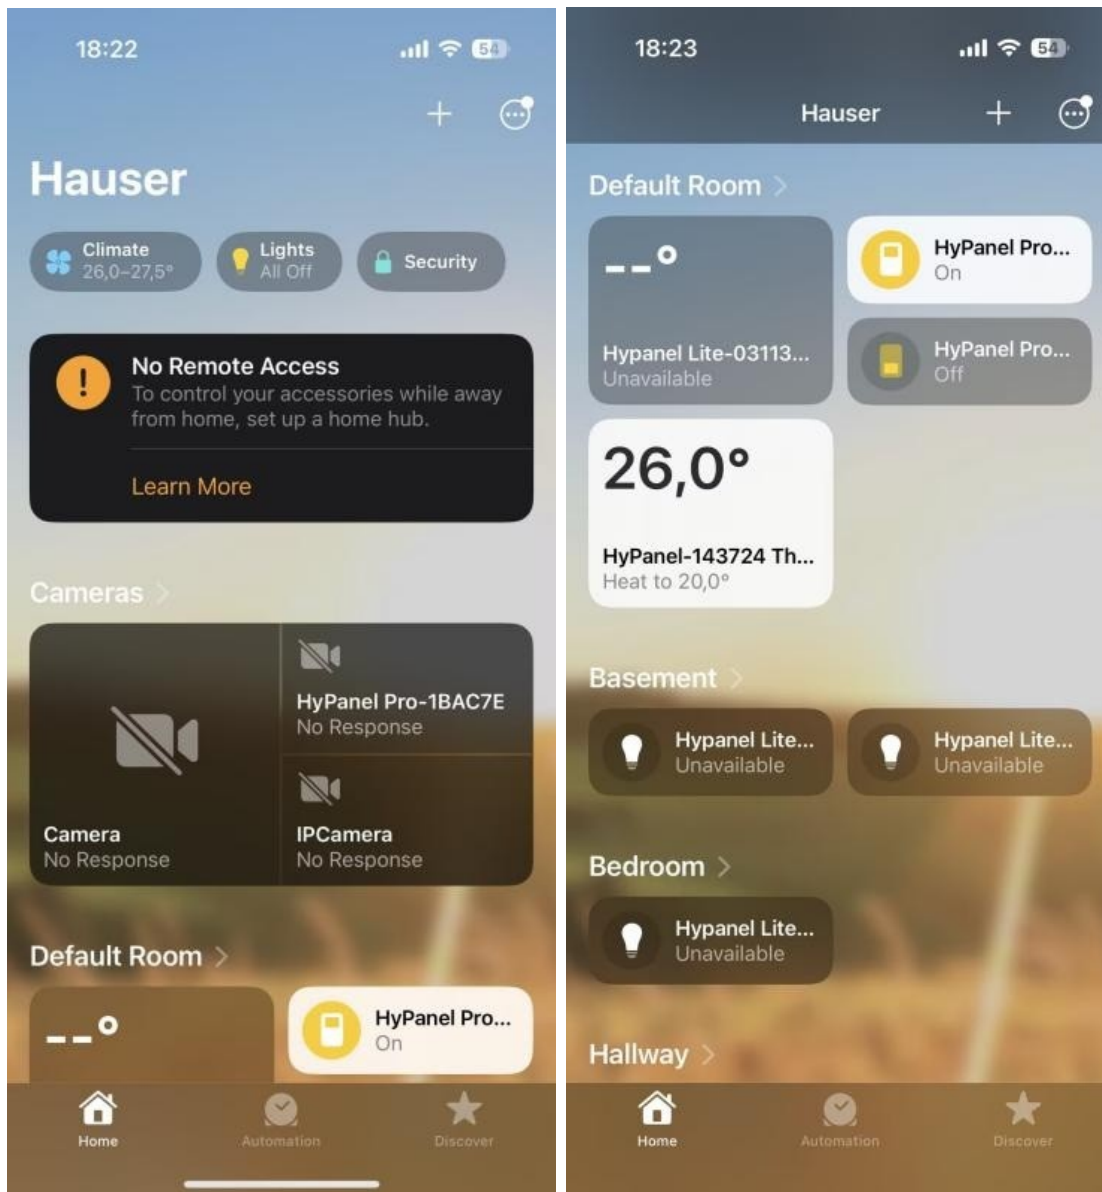 18:22
54
Hauser
Climate
26,0–27,5°
Lights
All Off
Security
No Remote Access
To control your accessories while away
from home, set up a home hub.
Learn More
Cameras
Camera
No Response
HyPanel Pro-1BAC7E
No Response
IPCamera
No Response
Default Room
--°
HyPanel Pro...
On
Home
Automation
Discover
18:23
54
Hauser
Default Room
--°
Hypanel Lite-03113...
Unavailable
HyPanel Pro...
On
HyPanel Pro...
Off
26,0°
HyPanel-143724 Th...
Heat to 20,0°
Basement
Hypanel Lite...
Unavailable
Hypanel Lite...
Unavailable
Bedroom
Hypanel Lite...
Unavailable
Hallway
Home
Automation
Discover